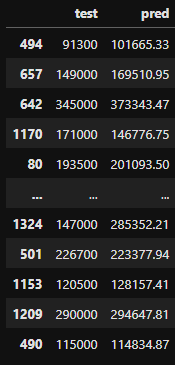 test pred
494 91300 101665.33
657 149000 169510.95
642 345000 373343.47
1170 171000 146776.75
80 193500 201093.50
... ... ...
1324 147000 285352.21
501 226700 223377.94
1153 120500 128157.41
1209 290000 294647.81
490 115000 114834.87